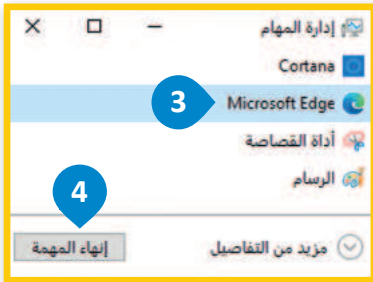 إدارة المهام
Cortana
3 Microsoft Edge
أداة القصاصة
الرسام
4
مزيد من التفاصيل إنهاء المهمة